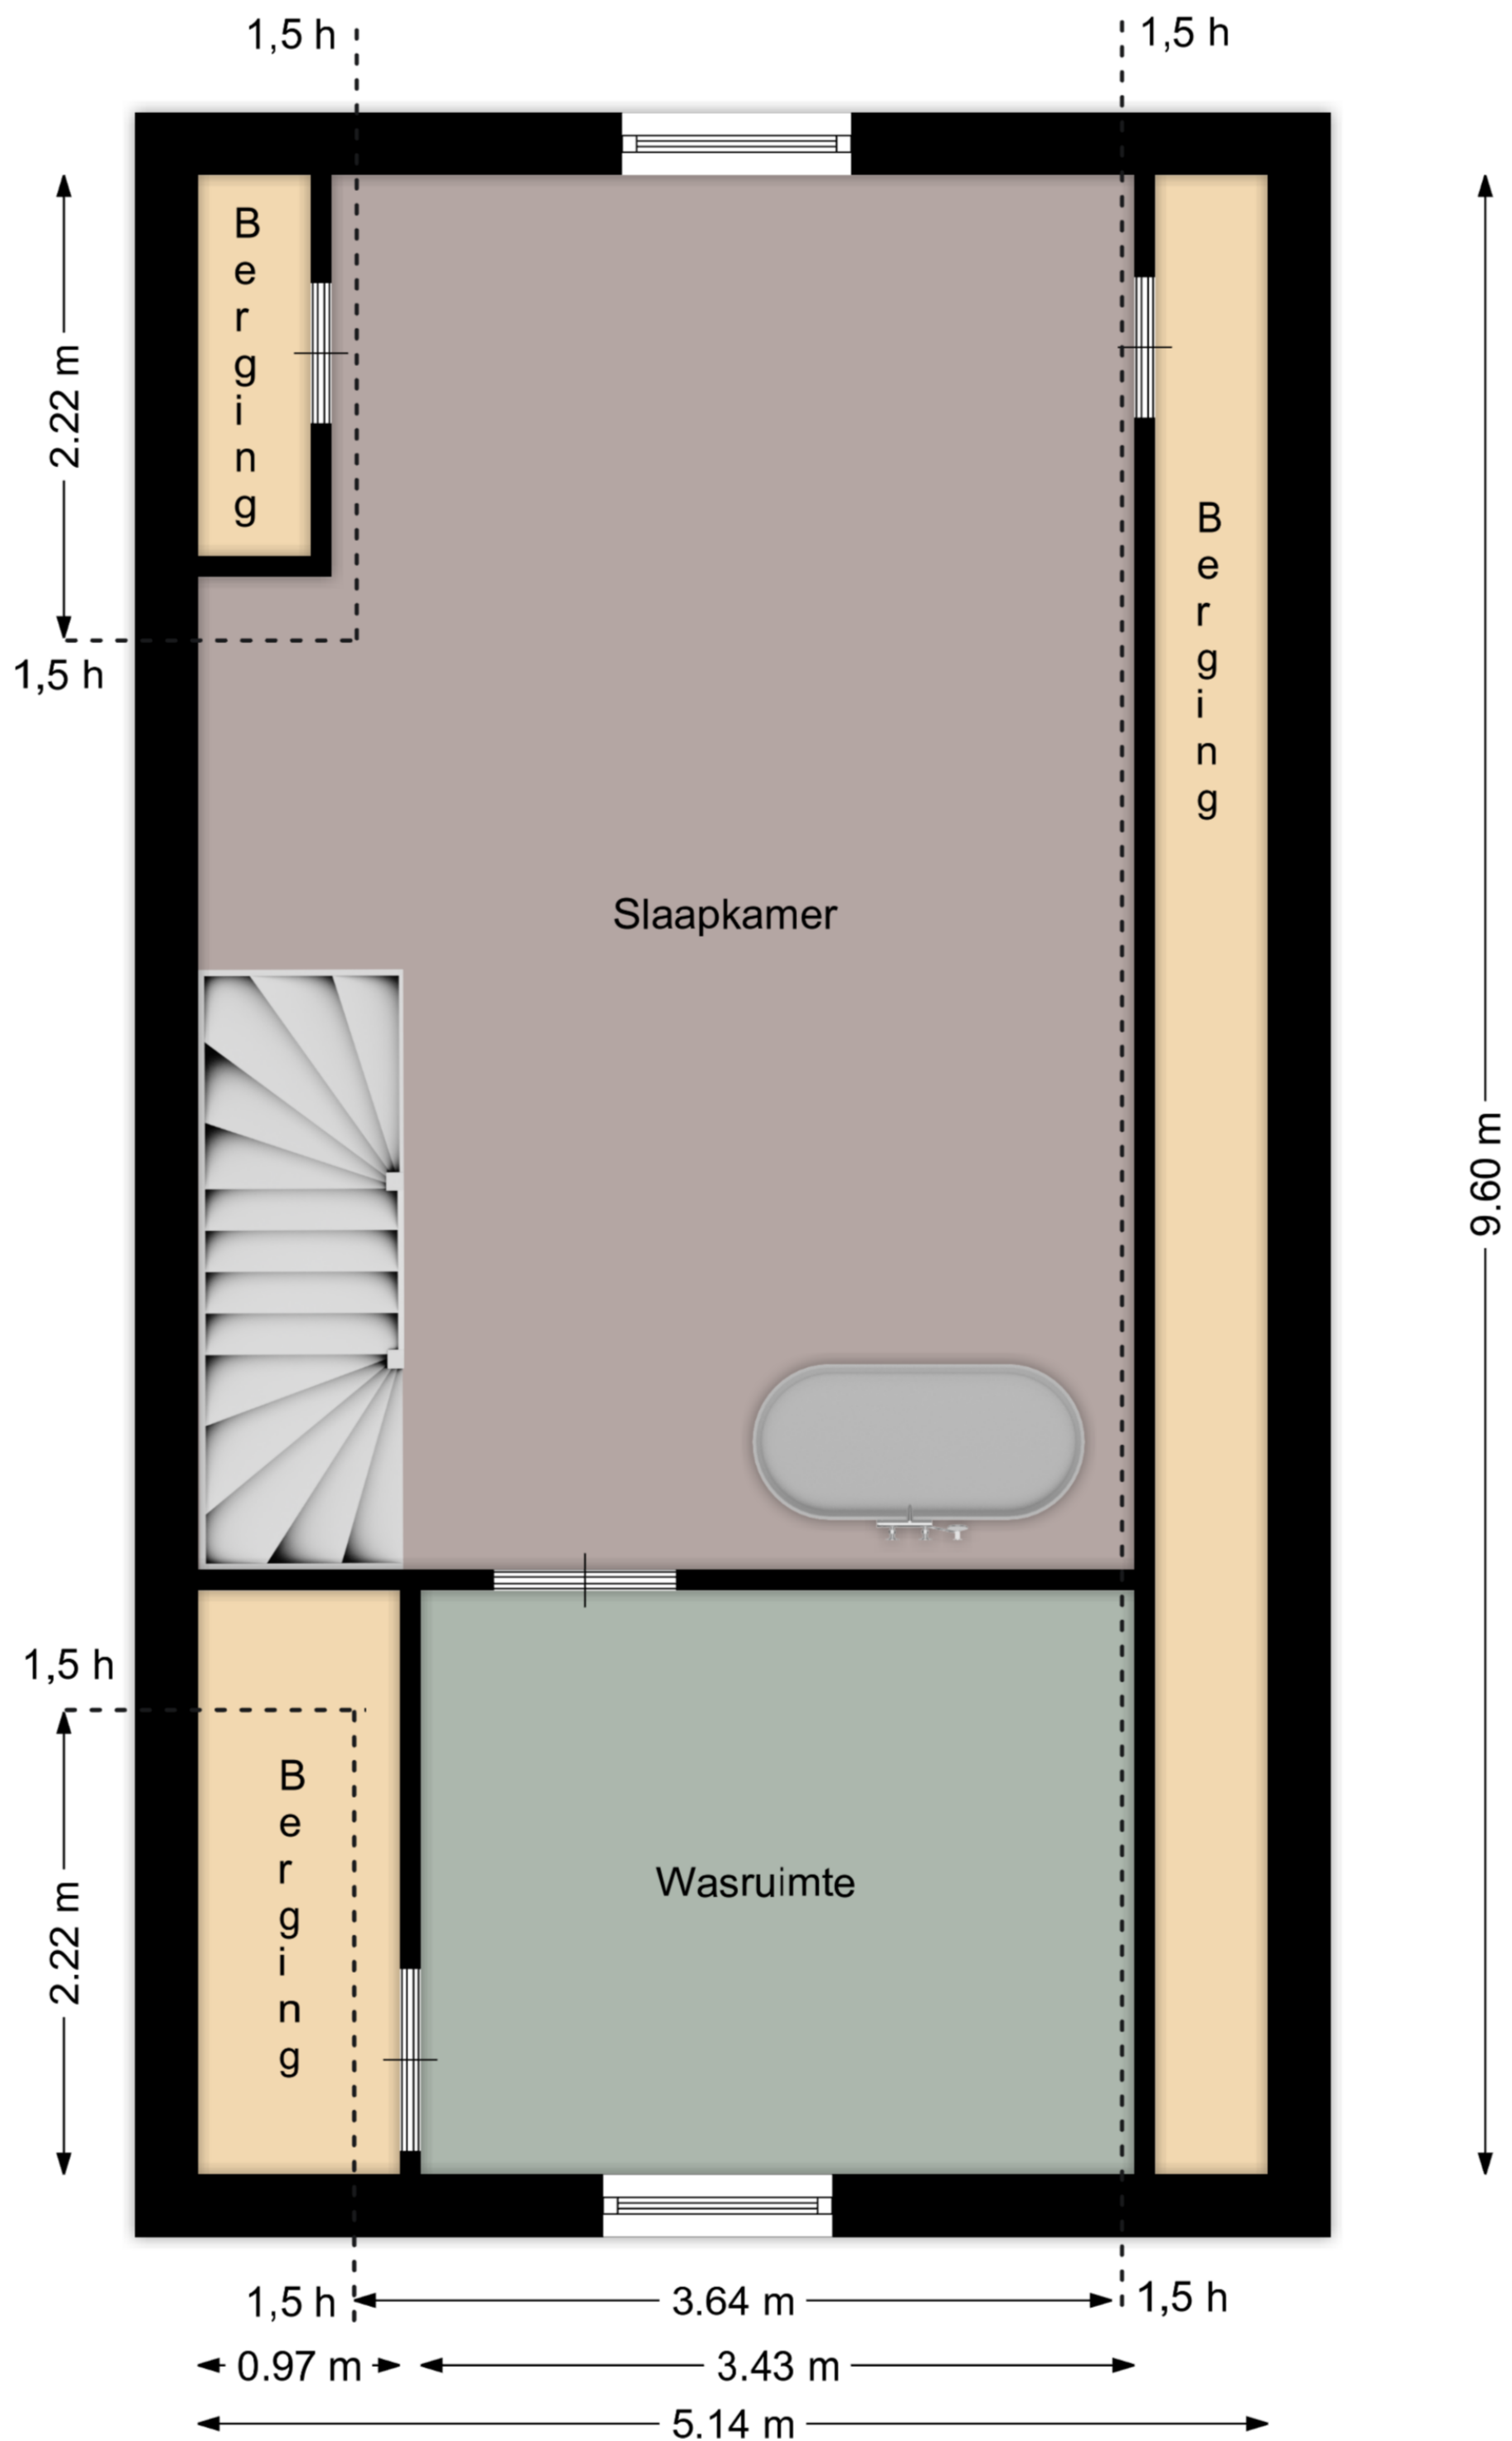 1,5 h
1,5 h
Berging
2.22 m
1,5 h
Berging
Slaapkamer
9.60 m
1,5 h
Berging
2.22 m
Wasruimte
1,5 h
3.64 m
1,5 h
0.97 m
3.43 m
5.14 m